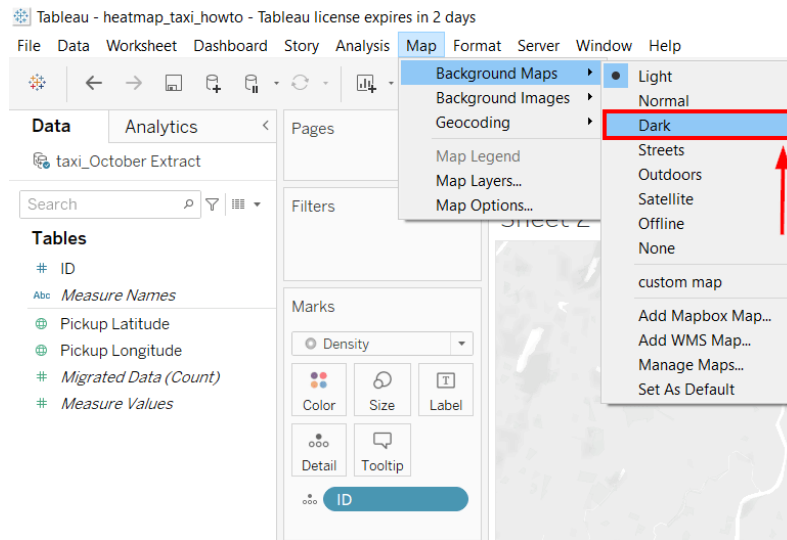 Tableau - heatmap_taxi_howto - Tableau license expires in 2 days
File Data Worksheet Dashboard Story Analysis Map Format Server Window Help
Background Maps
Background Images
Geocoding
Map Legend
Map Layers...
Map Options...
Light
Normal
Dark
Streets
Outdoors
Satellite
Offline
None
custom map
Add Mapbox Map...
Add WMS Map...
Manage Maps...
Set As Default
Data Analytics
taxi_October Extract
Search
Tables
# ID
Abc Measure Names
Pickup Latitude
Pickup Longitude
# Migrated Data (Count)
# Measure Values
Pages
Filters
Marks
Density
Color Size T Label
Detail Tooltip
ID
Sheet 2